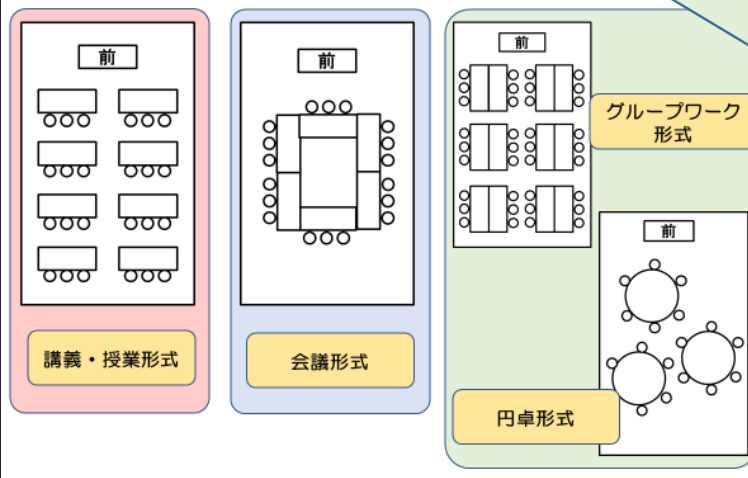 前
講義・授業形式
前
会議形式
前
グループワーク
形式
前
円卓形式